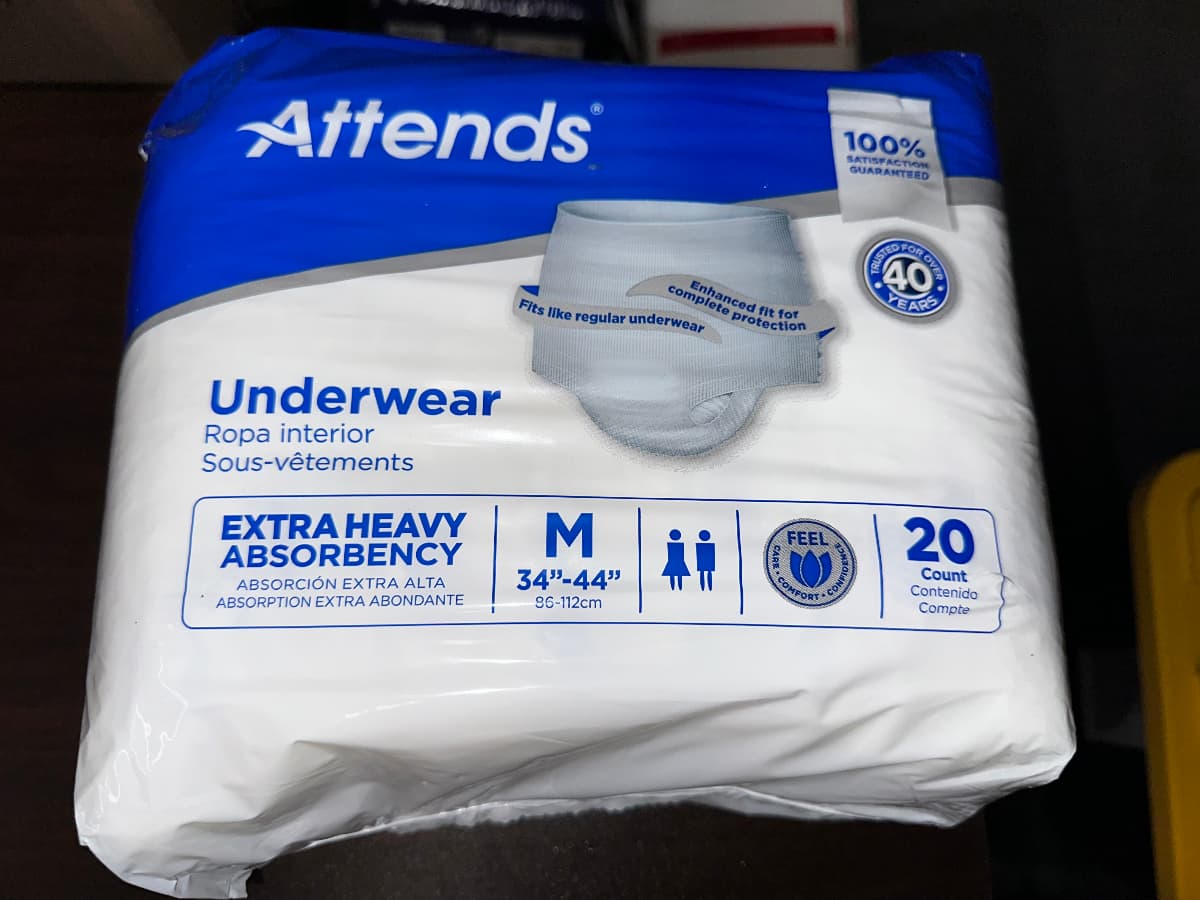 Attends®
100%
SATISFACTION
GUARANTEED
TRUSTED FOR OVER
40
YEARS
Enhanced fit for
complete protection
Fits like regular underwear
Underwear
Ropa interior
Sous-vêtements
EXTRA HEAVY
ABSORBENCY
ABSORCIÓN EXTRA ALTA
ABSORPTION EXTRA ABONDANTE
M
34”-44”
86-112cm
FEEL
CARE • COMFORT • CONFIDENCE
20
Count
Contenido
Compte